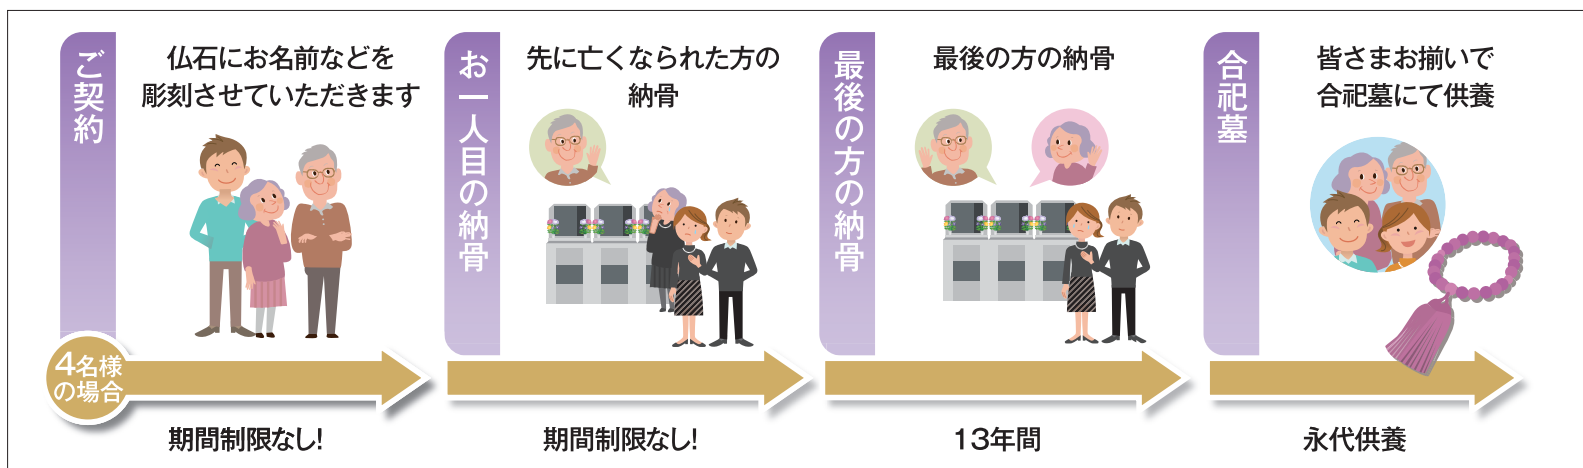 ご契約
仏石にお名前などを
彫刻させていただきます
4名様
の場合
期間制限なし!
お一人目の納骨
先に亡くなられた方の
納骨
期間制限なし!
最後の方の納骨
最後の方の納骨
13年間
合祀墓
皆さまお揃いで
合祀墓にて供養
永代供養